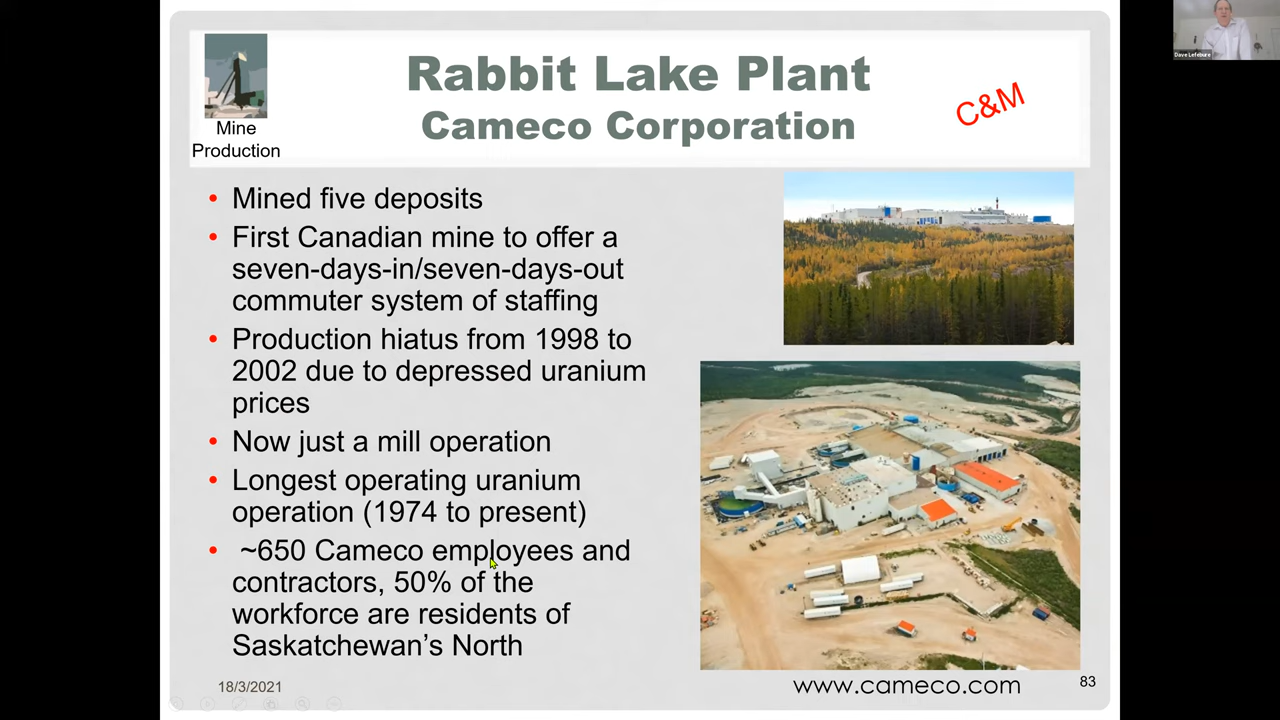 Rabbit Lake Plant
Cameco Corporation
C&M
Mine
Production
• Mined five deposits
• First Canadian mine to offer a
seven-days-in/seven-days-out
commuter system of staffing
• Production hiatus from 1998 to
2002 due to depressed uranium
prices
• Now just a mill operation
• Longest operating uranium
operation (1974 to present)
• ~650 Cameco employees and
contractors, 50% of the
workforce are residents of
Saskatchewan’s North
18/3/2021
www.cameco.com
83
Dave Lefebure